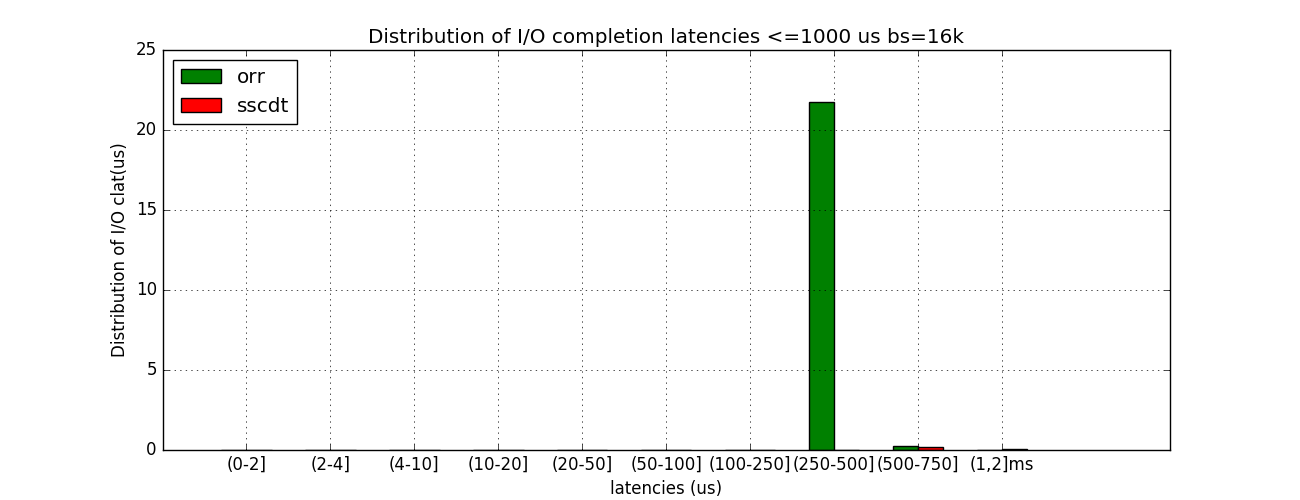 Distribution of I/O completion latencies <=1000 us bs=16k
25
20
15
10
5
0
Distribution of I/O clat(us)
orr
sscdt
(0-2] (2-4] (4-10] (10-20] (20-50] (50-100] (100-250] (250-500] (500-750] (1,2]ms
latencies (us)